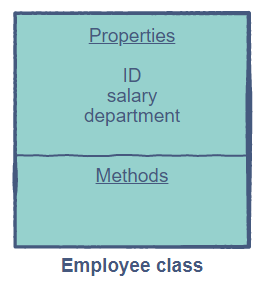 Properties
ID
salary
department
Methods
Employee class